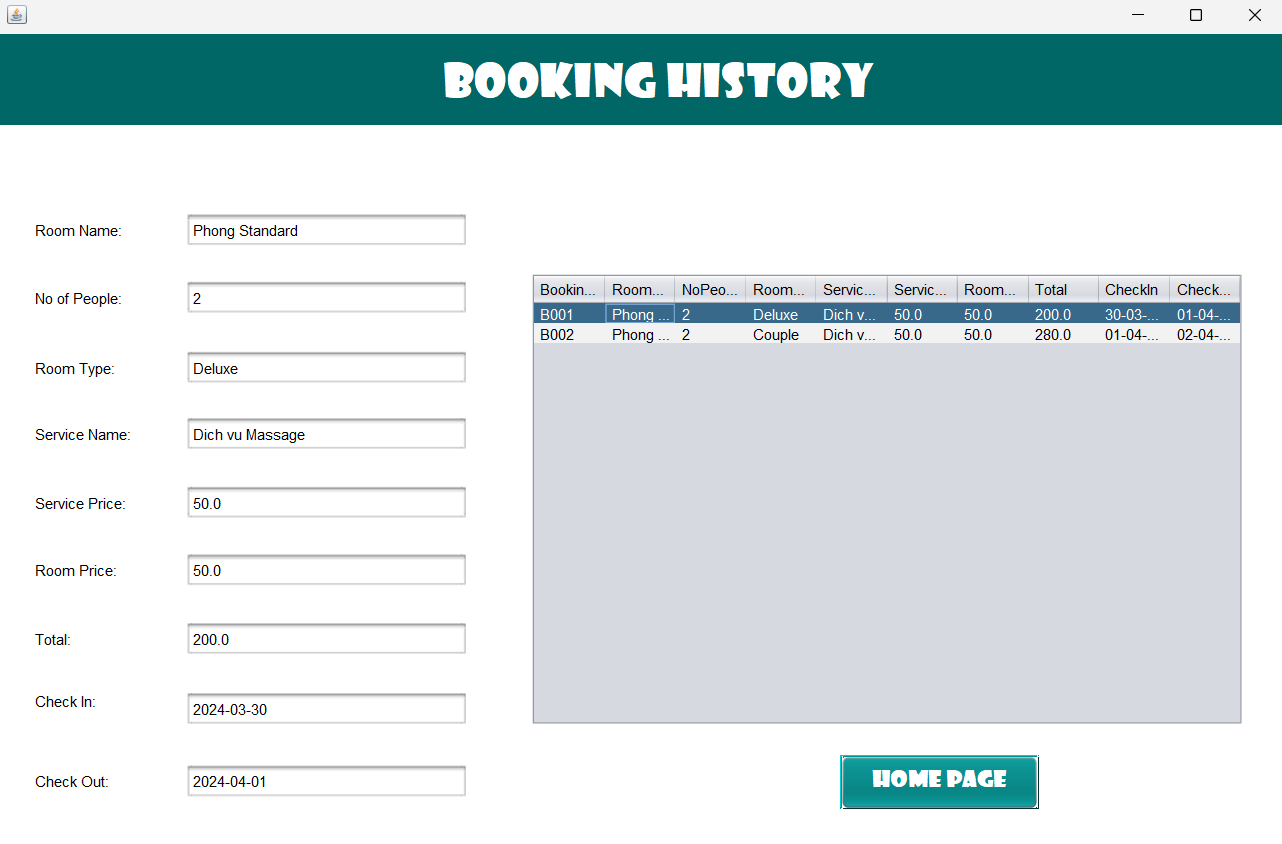 BOOKING HISTORY
Room Name: Phong Standard
No of People: 2
Room Type: Deluxe
Service Name: Dich vu Massage
Service Price: 50.0
Room Price: 50.0
Total: 200.0
Check In: 2024-03-30
Check Out: 2024-04-01
Bookin... Room... NoPeo... Room... Servic... Servic... Room... Total CheckIn Check...
B001 Phong ... 2 Deluxe Dich v... 50.0 50.0 200.0 30-03-... 01-04-...
B002 Phong ... 2 Couple Dich v... 50.0 50.0 280.0 01-04-... 02-04-...
HOME PAGE